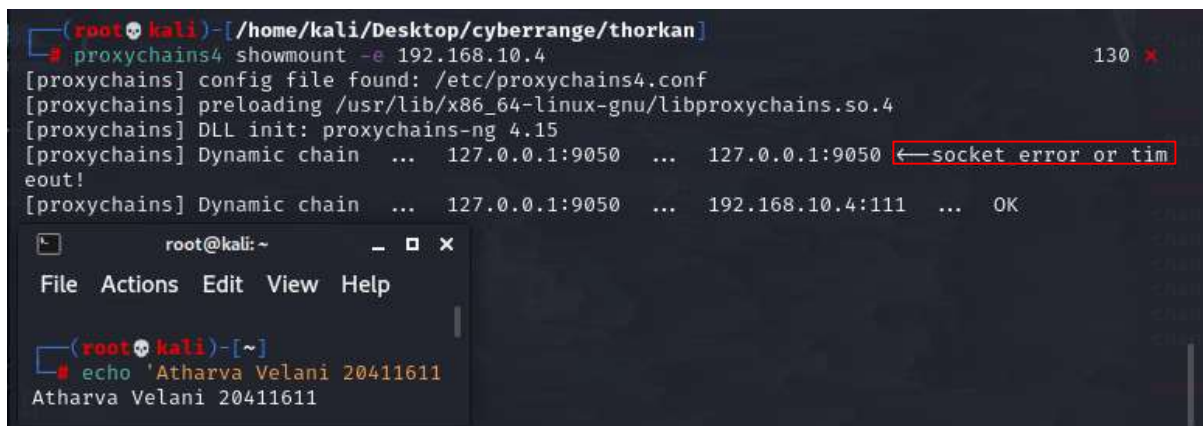 (root💀kali)-[/home/kali/Desktop/cyberrange/thorkan]
# proxychains4 showmount -e 192.168.10.4 130 ⨯
[proxychains] config file found: /etc/proxychains4.conf
[proxychains] preloading /usr/lib/x86_64-linux-gnu/libproxychains.so.4
[proxychains] DLL init: proxychains-ng 4.15
[proxychains] Dynamic chain ... 127.0.0.1:9050 ... 127.0.0.1:9050 <--socket error or tim
eout!
[proxychains] Dynamic chain ... 127.0.0.1:9050 ... 192.168.10.4:111 ... OK
root@kali: ~
File Actions Edit View Help
(root💀kali)-[~]
# echo 'Atharva Velani 20411611
Atharva Velani 20411611